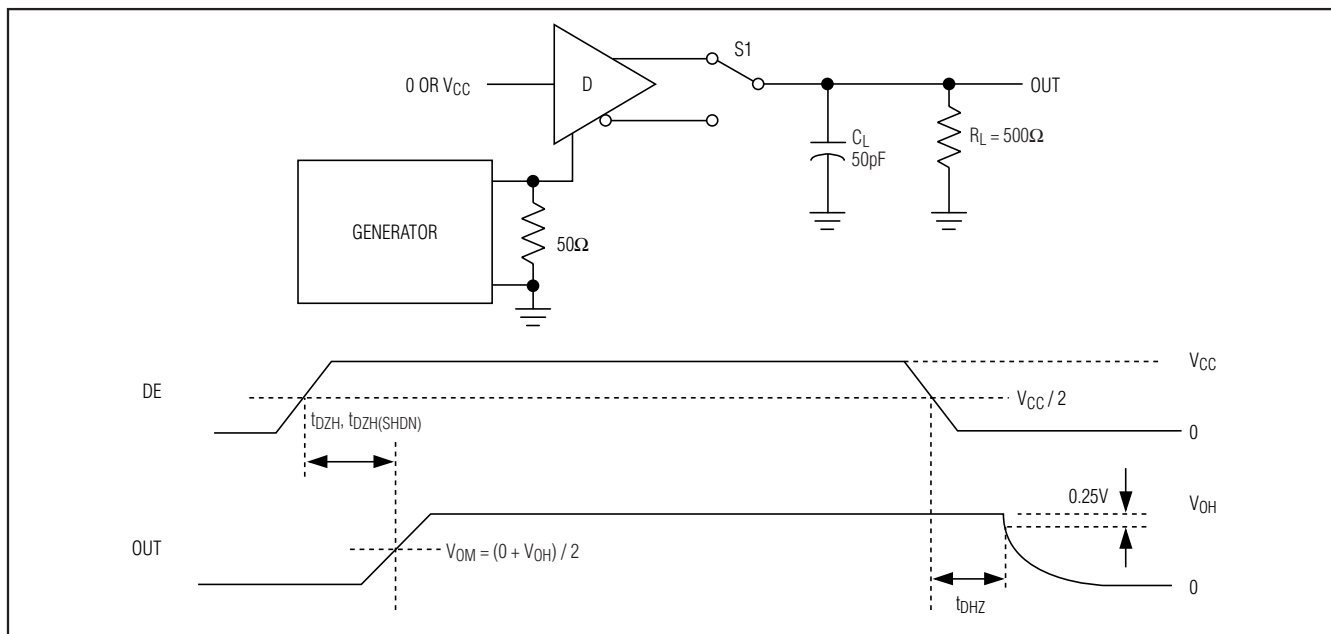 S1
0 OR VCC
D
OUT
CL
50pF
RL = 500Ω
GENERATOR
50Ω
VCC
DE
VCC / 2
tDZH, tDZH(SHDN)
0
0.25V
VOH
OUT
VOM = (0 + VOH) / 2
0
tDHZ